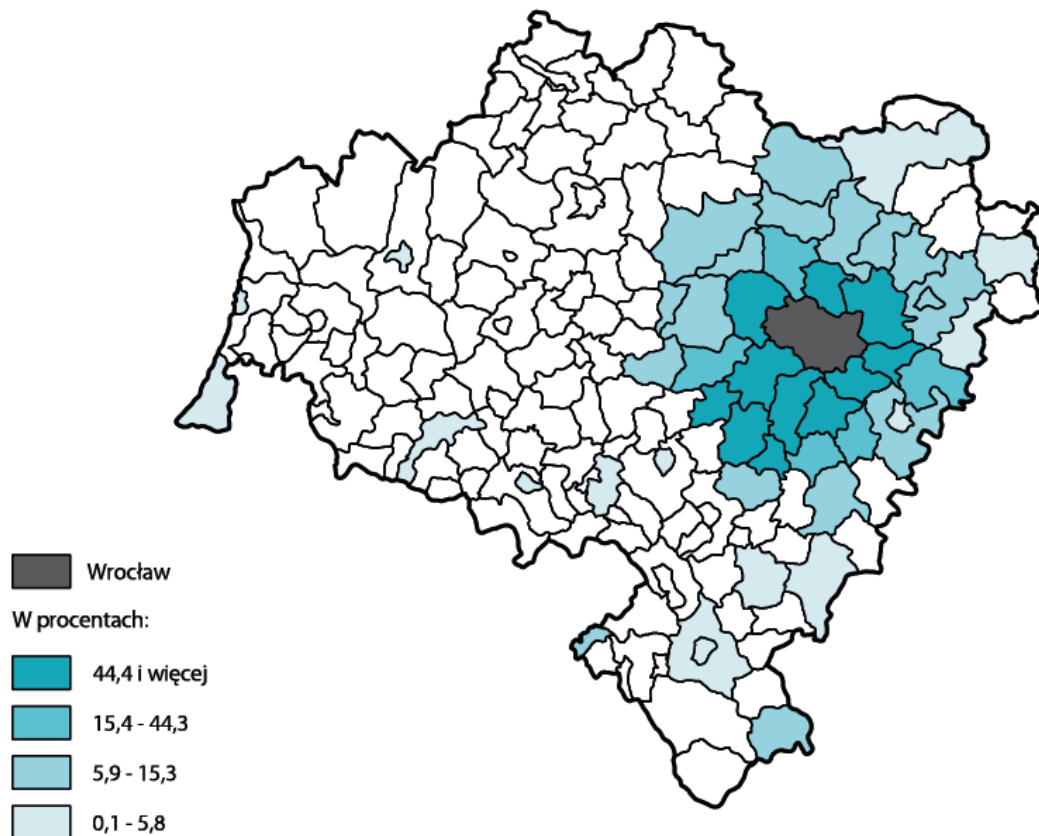 Wrocław
W procentach:
44,4 i więcej
15,4 - 44,3
5,9 - 15,3
0,1 - 5,8